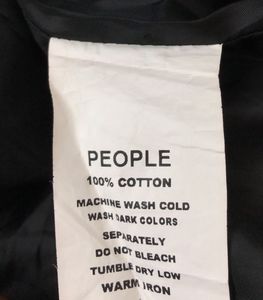 PEOPLE
100% COTTON
MACHINE WASH COLD
WASH DARK COLORS
SEPARATELY
DO NOT BLEACH
TUMBLE DRY LOW
WARM IRON